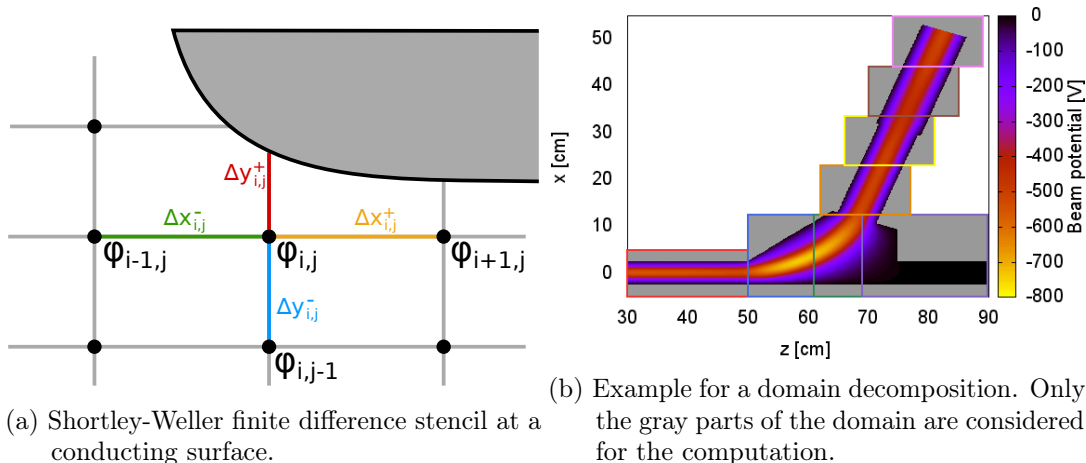 Δy⁺i,j
Δx⁻i,j
Δx⁺i,j
φi-1,j
φi,j
φi+1,j
Δy⁻i,j
φi,j-1
(a) Shortley-Weller finite difference stencil at a
conducting surface.
50
40
30
20
10
0
x [cm]
30 40 50 60 70 80 90
z [cm]
0
-100
-200
-300
-400
-500
-600
-700
-800
Beam potential [V]
(b) Example for a domain decomposition. Only
the gray parts of the domain are considered
for the computation.